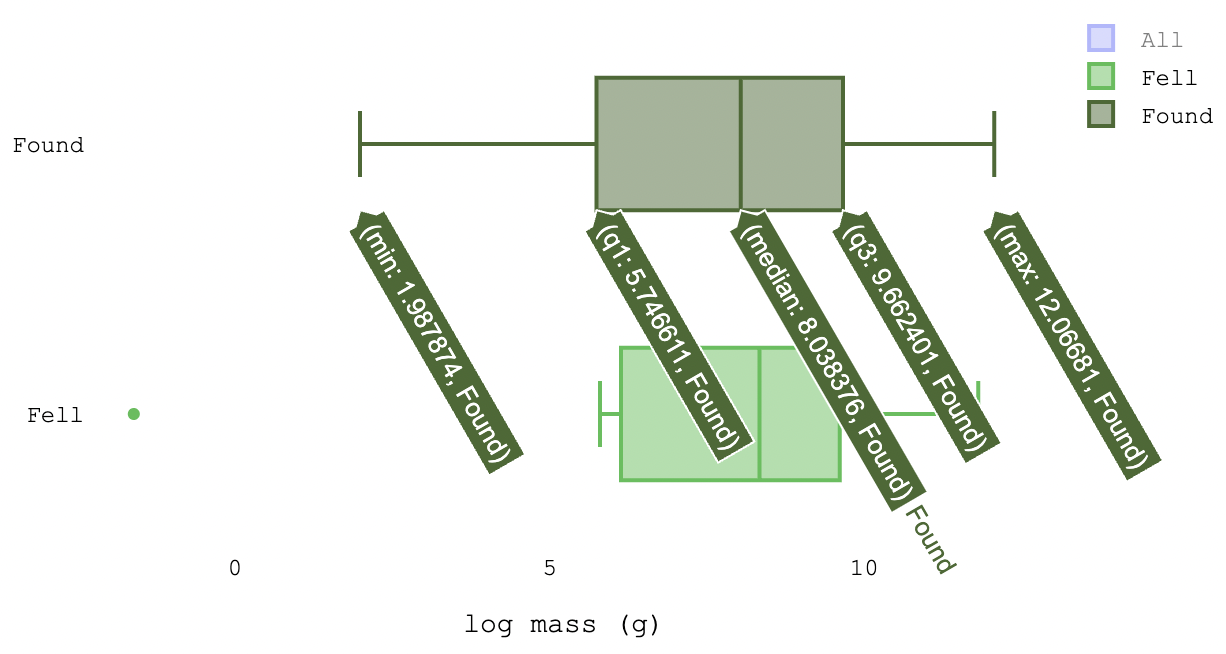 All
Fell
Found
Found
(min: 1.987874, Found)
(q1: 5.746611, Found)
(median: 8.038376, Found)
Found
(q3: 9.662401, Found)
(max: 12.06681, Found)
Fell
0
5
10
log mass (g)